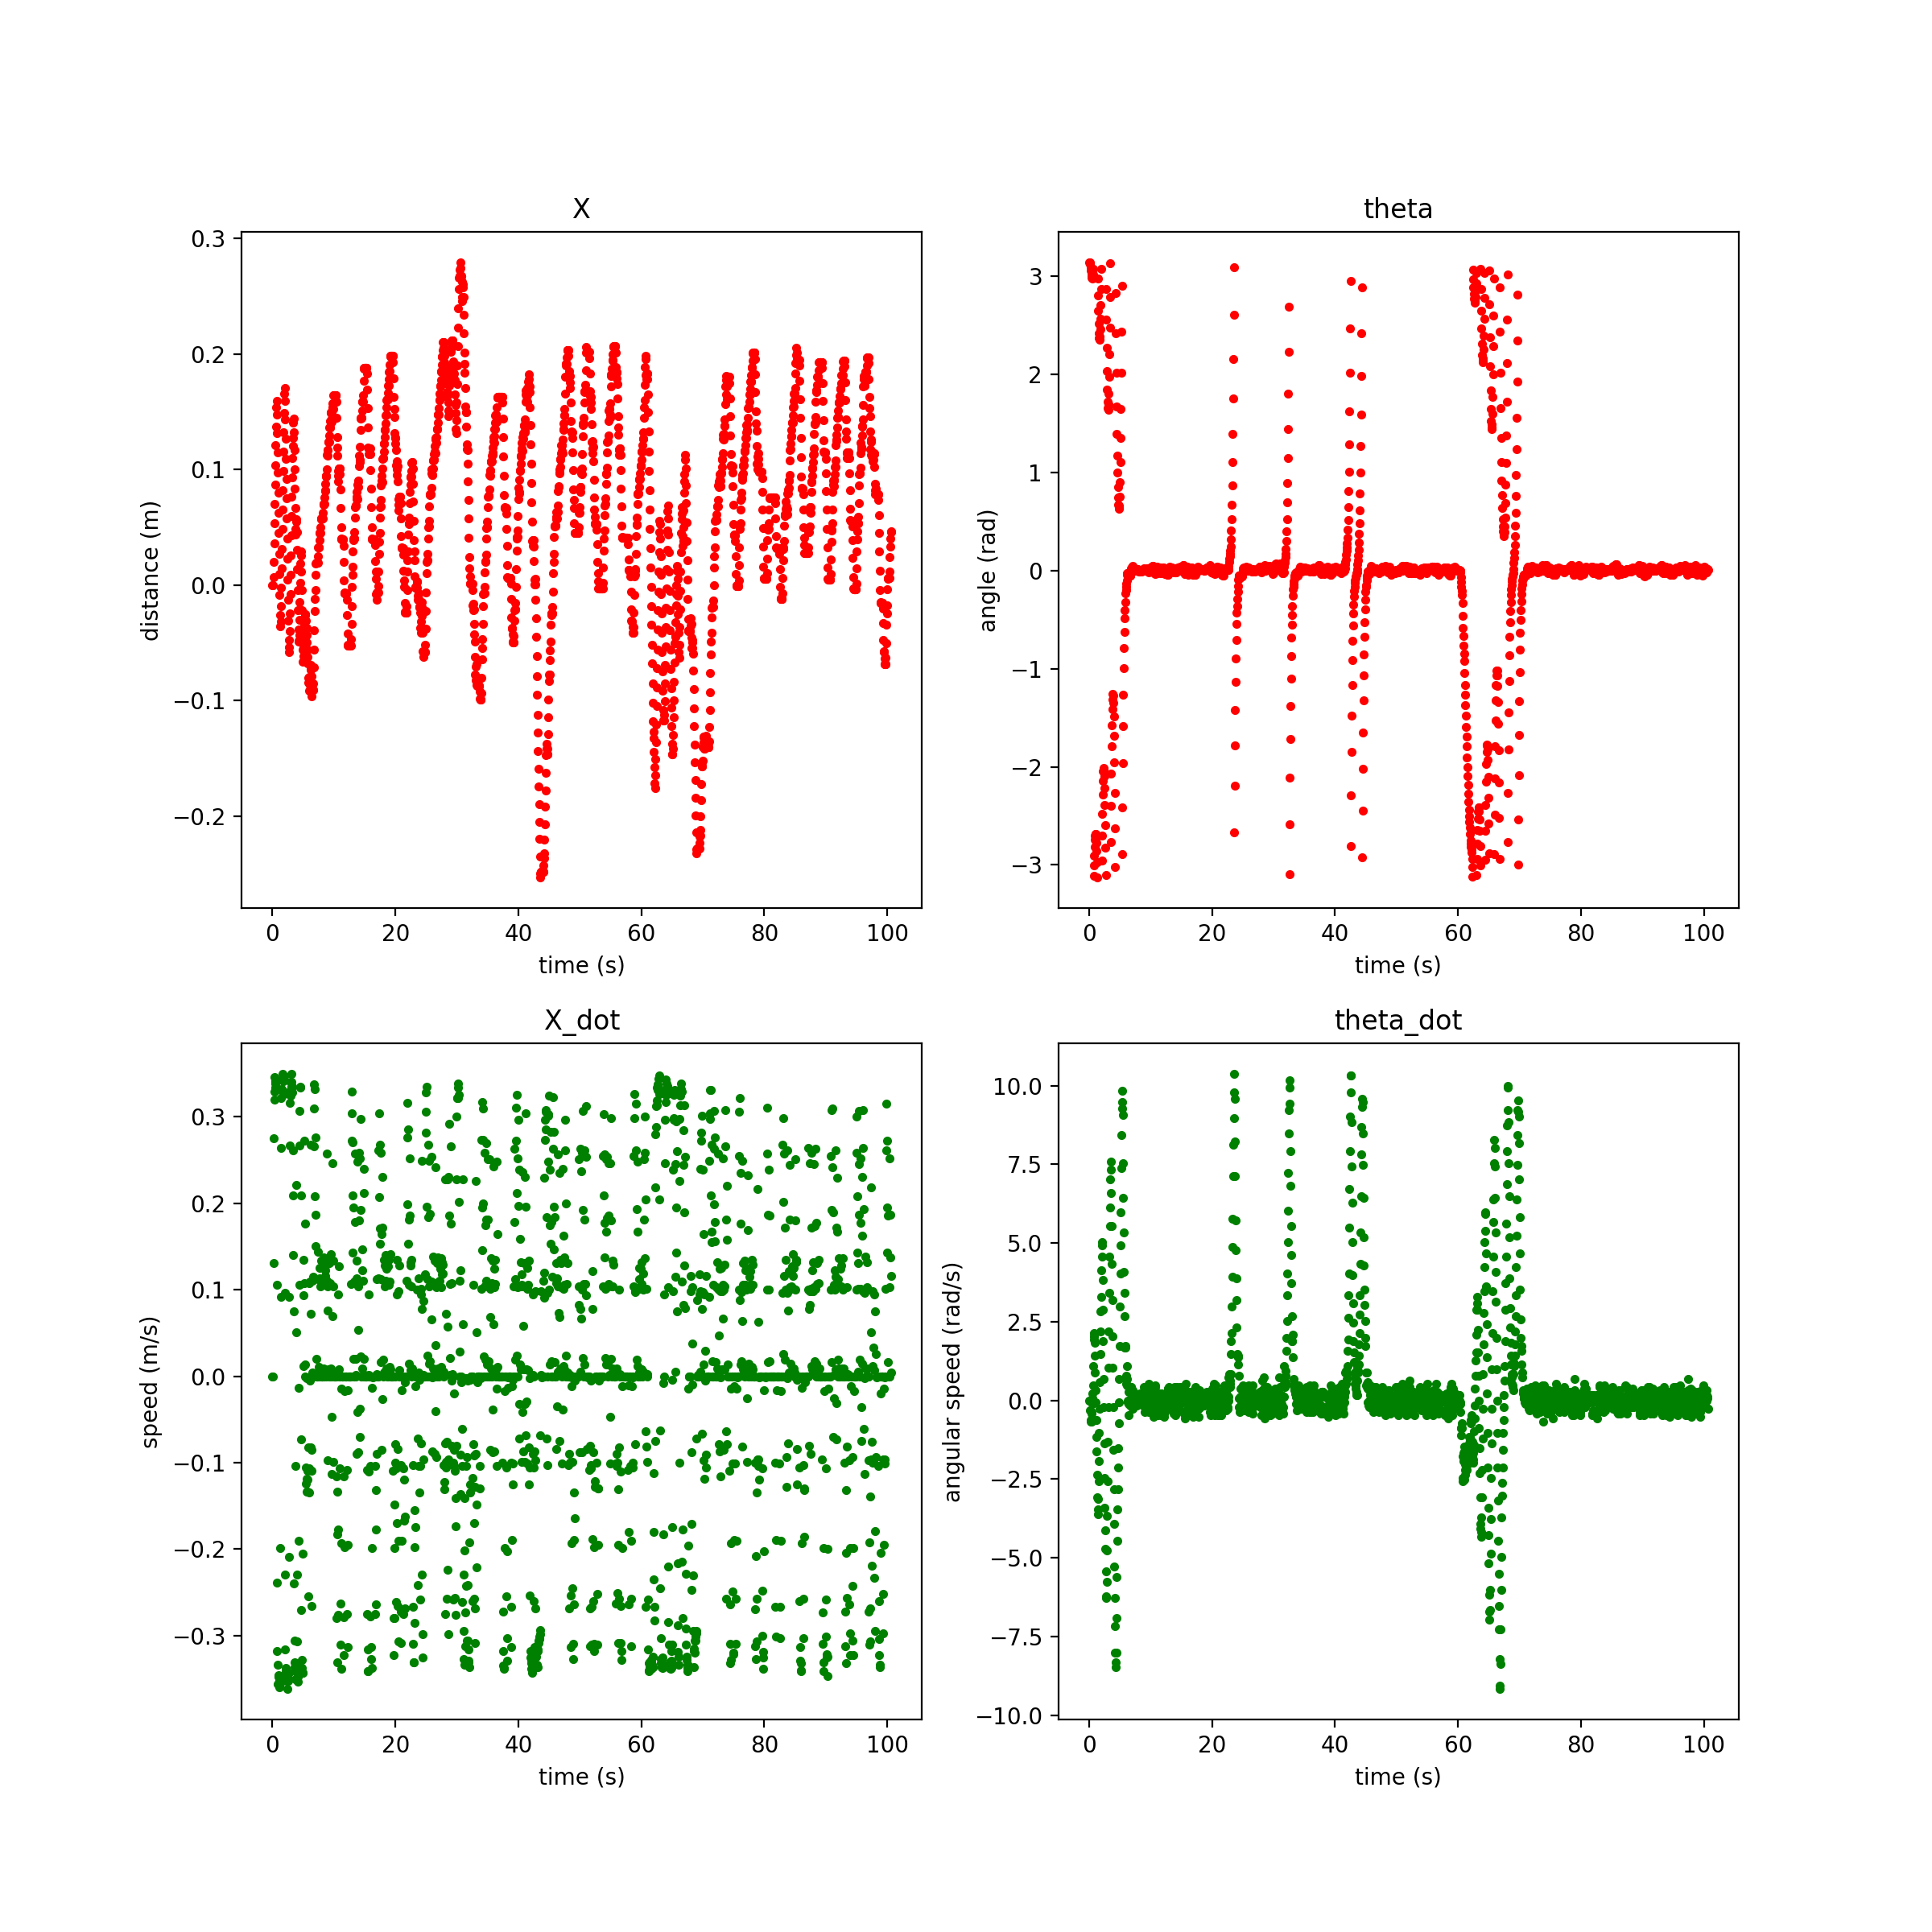 X
0.3
0.2
0.1
0.0
−0.1
−0.2
distance (m)
0 20 40 60 80 100
time (s)
theta
3
2
1
0
−1
−2
−3
angle (rad)
0 20 40 60 80 100
time (s)
X_dot
0.3
0.2
0.1
0.0
−0.1
−0.2
−0.3
speed (m/s)
0 20 40 60 80 100
time (s)
theta_dot
10.0
7.5
5.0
2.5
0.0
−2.5
−5.0
−7.5
−10.0
angular speed (rad/s)
0 20 40 60 80 100
time (s)